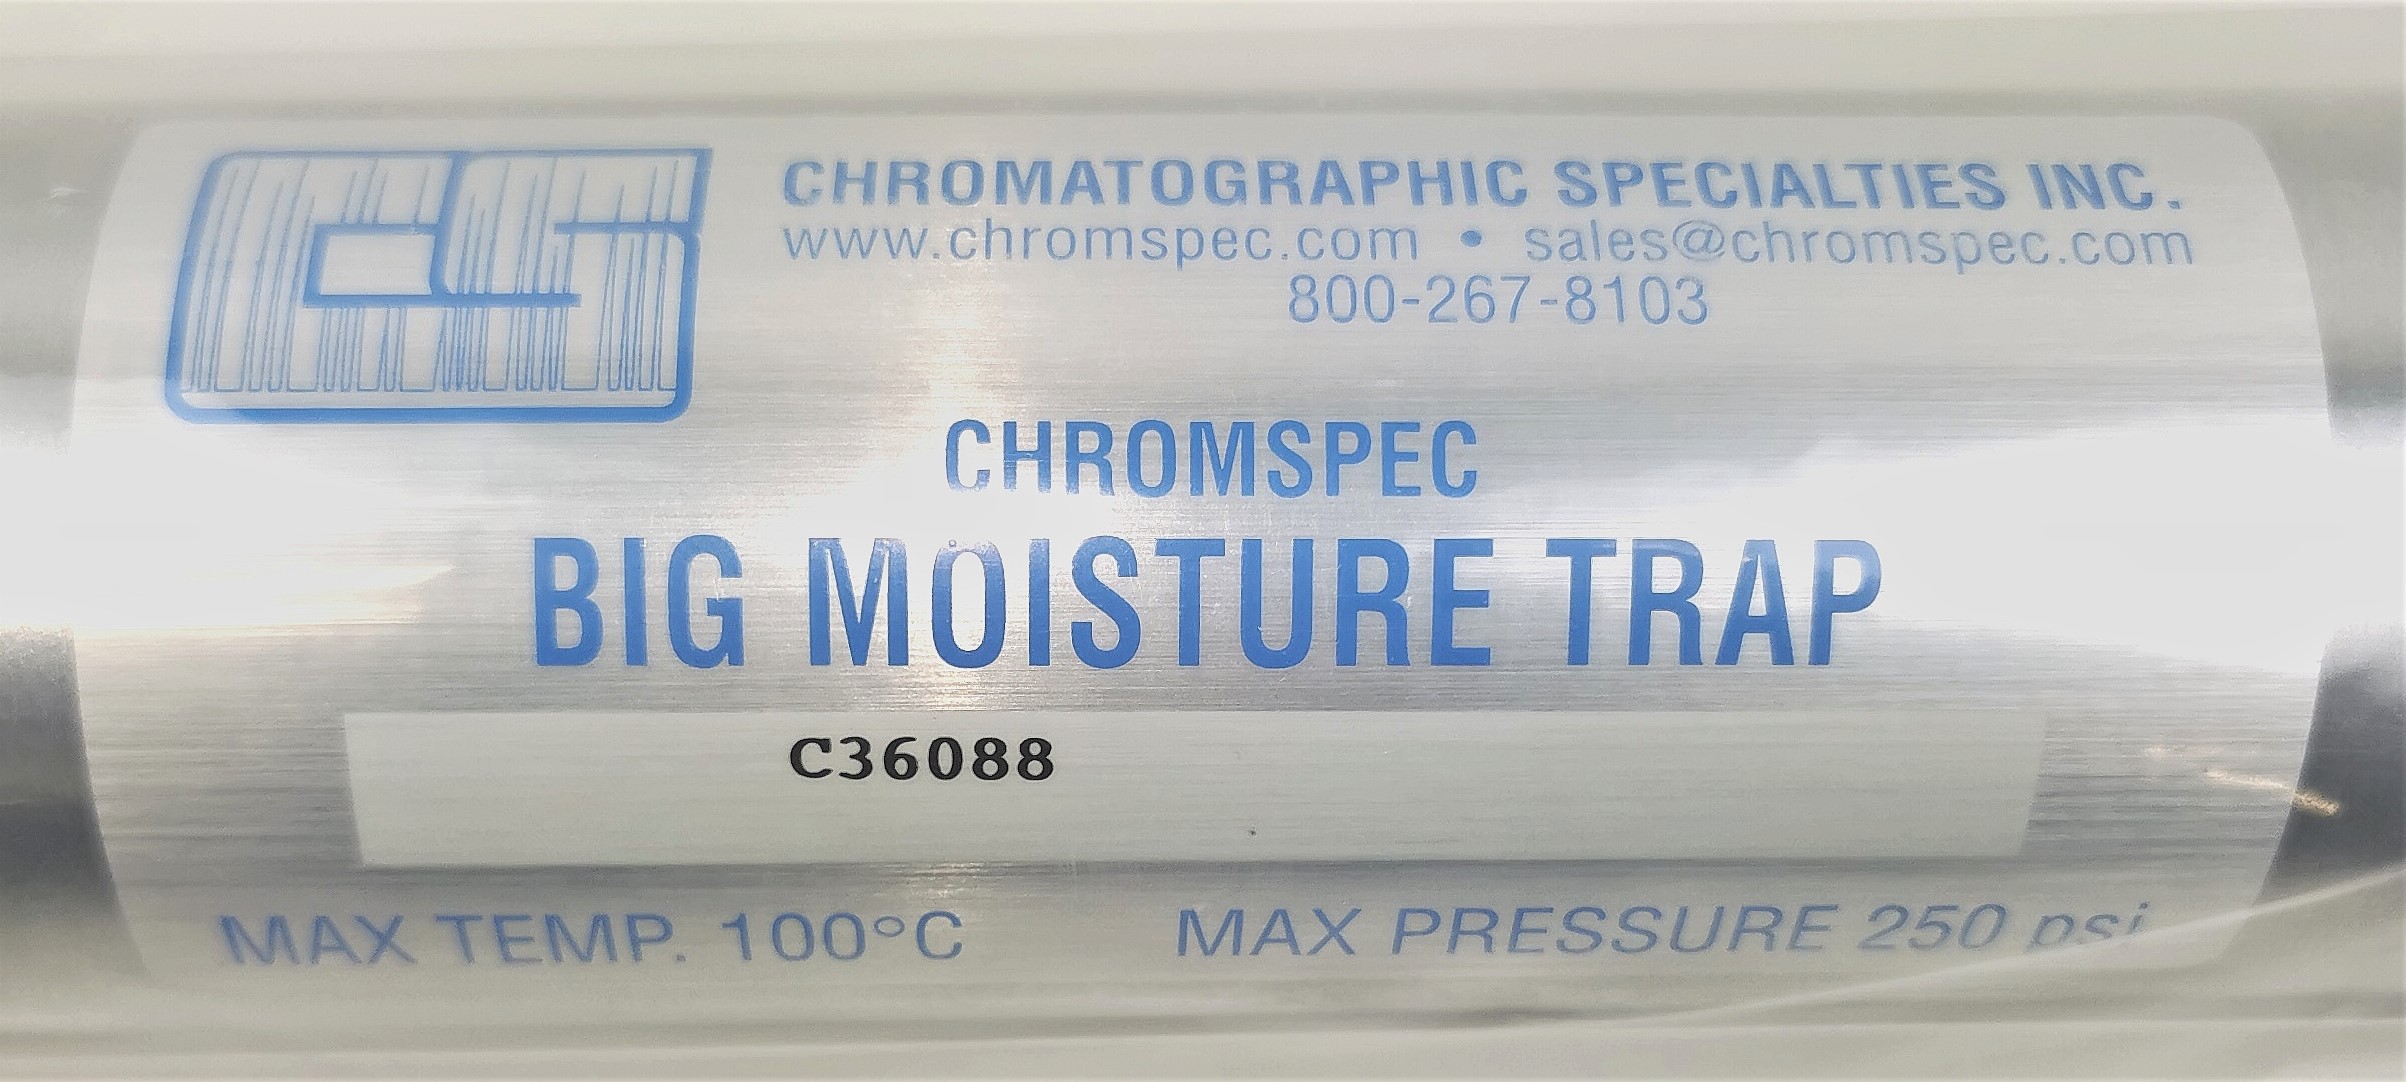 CS
CHROMATOGRAPHIC SPECIALTIES INC.
www.chromspec.com • sales@chromspec.com
800-267-8103
CHROMSPEC
BIG MOISTURE TRAP
C36088
MAX TEMP. 100°C MAX PRESSURE 250 psi